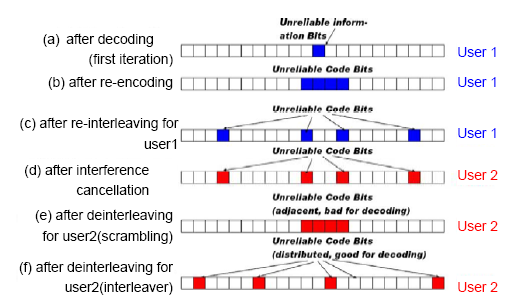 Unreliable inform-
ation Bits
(a) after decoding
(first iteration)
User 1
Unreliable Code Bits
(b) after re-encoding
User 1
Unreliable Code Bits
(c) after re-interleaving for
user1
User 1
Unreliable Code Bits
(d) after interference
cancellation
User 2
Unreliable Code Bits
(adjacent, bad for decoding)
(e) after deinterleaving
for user2(scrambling)
User 2
Unreliable Code Bits
(distributed, good for decoding)
(f) after deinterleaving for
user2(interleaver)
User 2